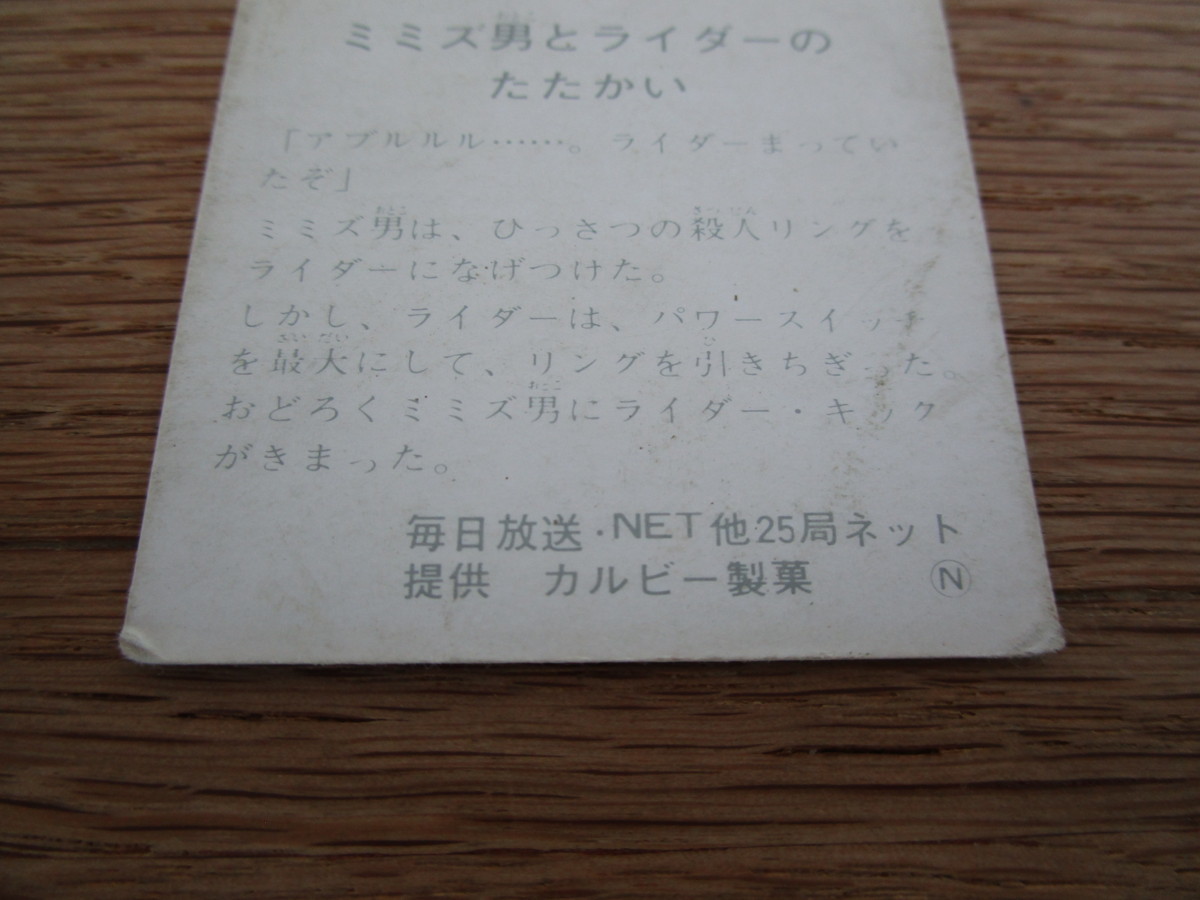 ミミズ男とライダーの
たたかい
「アブルルル……。ライダーまってい
たぞ」
ミミズ男は、ひっさつの殺人リングを
ライダーになげつけた。
しかし、ライダーは、パワースイッチ
を最大にして、リングを引きちぎった。
おどろくミミズ男にライダー・キック
がきまった。
毎日放送・NET他25局ネット
提供 カルビー製菓 Ⓝ